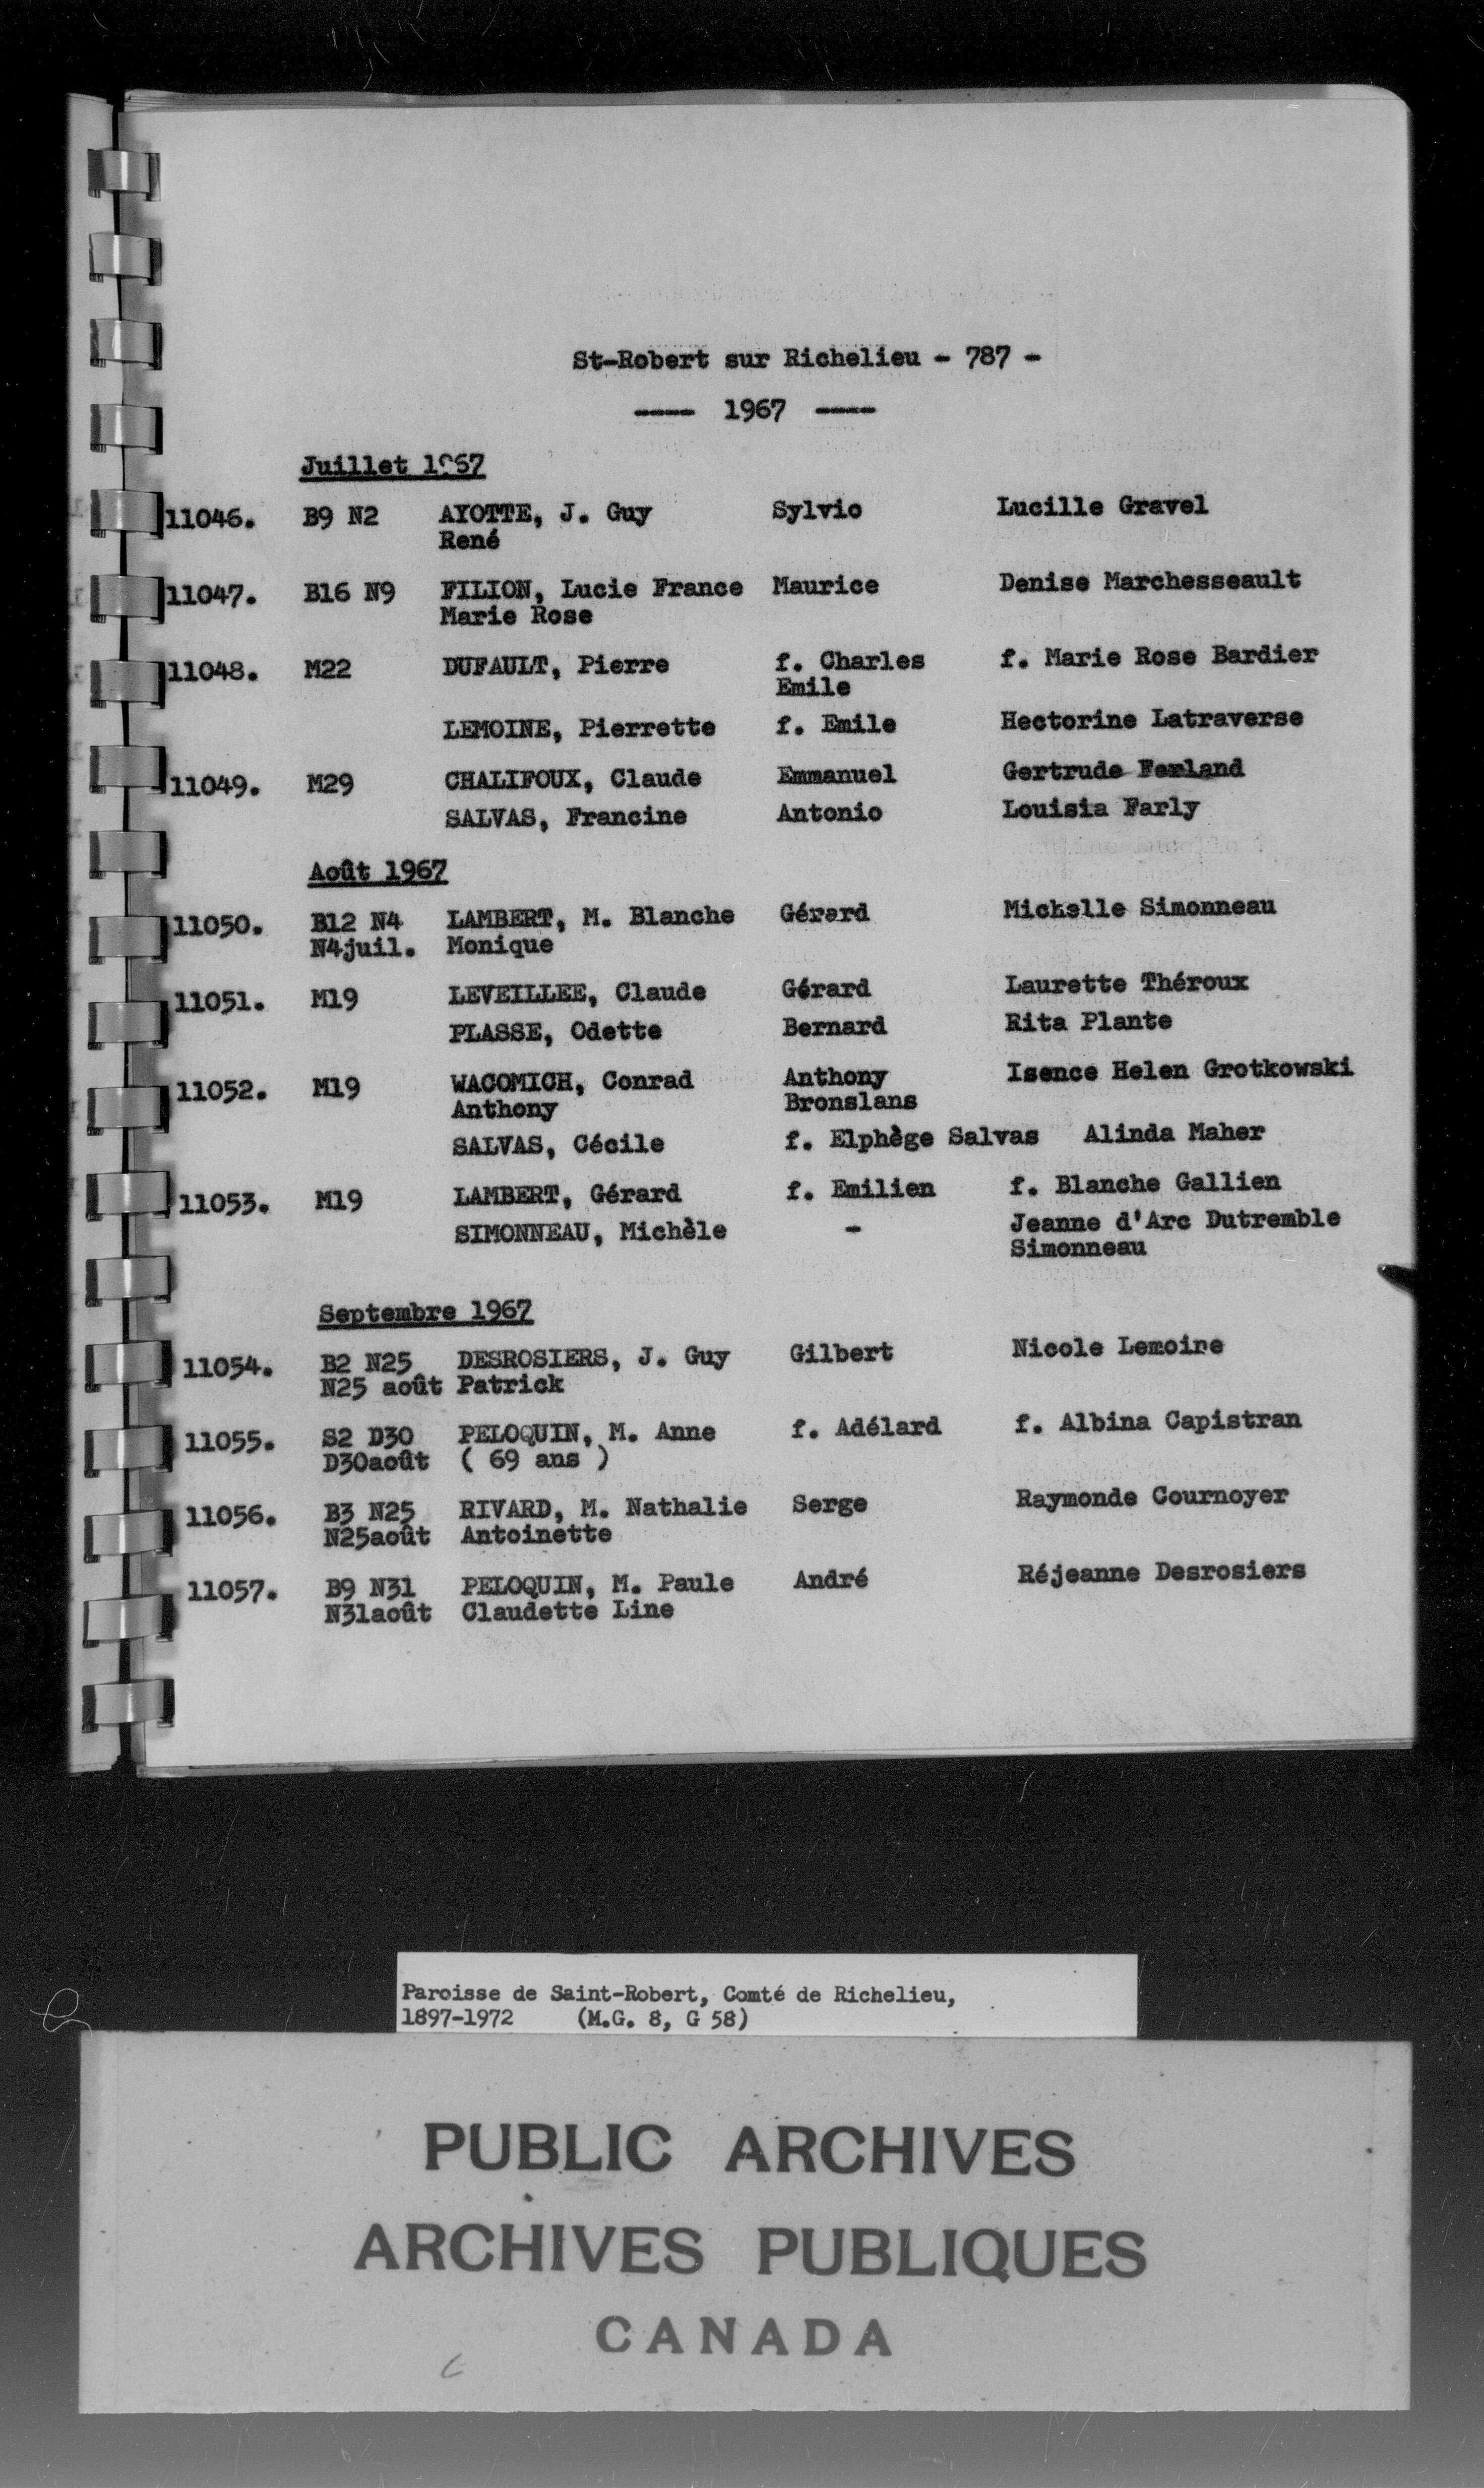 St-Robert sur Richelieu - 787 -
---- 1967 ----
Juillet 1967
11046. B9 N2 AYOTTE, J. Guy Sylvio Lucille Gravel
René
11047. B16 N9 FILION, Lucie France Maurice Denise Marchesseault
Marie Rose
11048. M22 DUFAULT, Pierre f. Charles f. Marie Rose Bardier
Emile
LEMOINE, Pierrette f. Emile Hectorine Latraverse
11049. M29 CHALIFOUX, Claude Emmanuel Gertrude Ferland
SALVAS, Francine Antonio Louisia Farly
Août 1967
11050. B12 N4 LAMBERT, M. Blanche Gérard Michelle Simonneau
N4juil. Monique
11051. M19 LEVEILLEE, Claude Gérard Laurette Théroux
PLASSE, Odette Bernard Rita Plante
11052. M19 WACOMICH, Conrad Anthony Isence Helen Grotkowski
Anthony Bronslans
SALVAS, Cécile f. Elphège Salvas Alinda Maher
11053. M19 LAMBERT, Gérard f. Emilien f. Blanche Gallien
SIMONNEAU, Michèle - Jeanne d'Arc Dutremble
Simonneau
Septembre 1967
11054. B2 N25 DESROSIERS, J. Guy Gilbert Nicole Lemoine
N25 août Patrick
11055. S2 D30 PELOQUIN, M. Anne f. Adélard f. Albina Capistran
D30août ( 69 ans )
11056. B3 N25 RIVARD, M. Nathalie Serge Raymonde Cournoyer
N25août Antoinette
11057. B9 N31 PELOQUIN, M. Paule André Réjeanne Desrosiers
N31août Claudette Line
Paroisse de Saint-Robert, Comté de Richelieu,
1897-1972 (M.G. 8, G 58)
PUBLIC ARCHIVES
ARCHIVES PUBLIQUES
CANADA